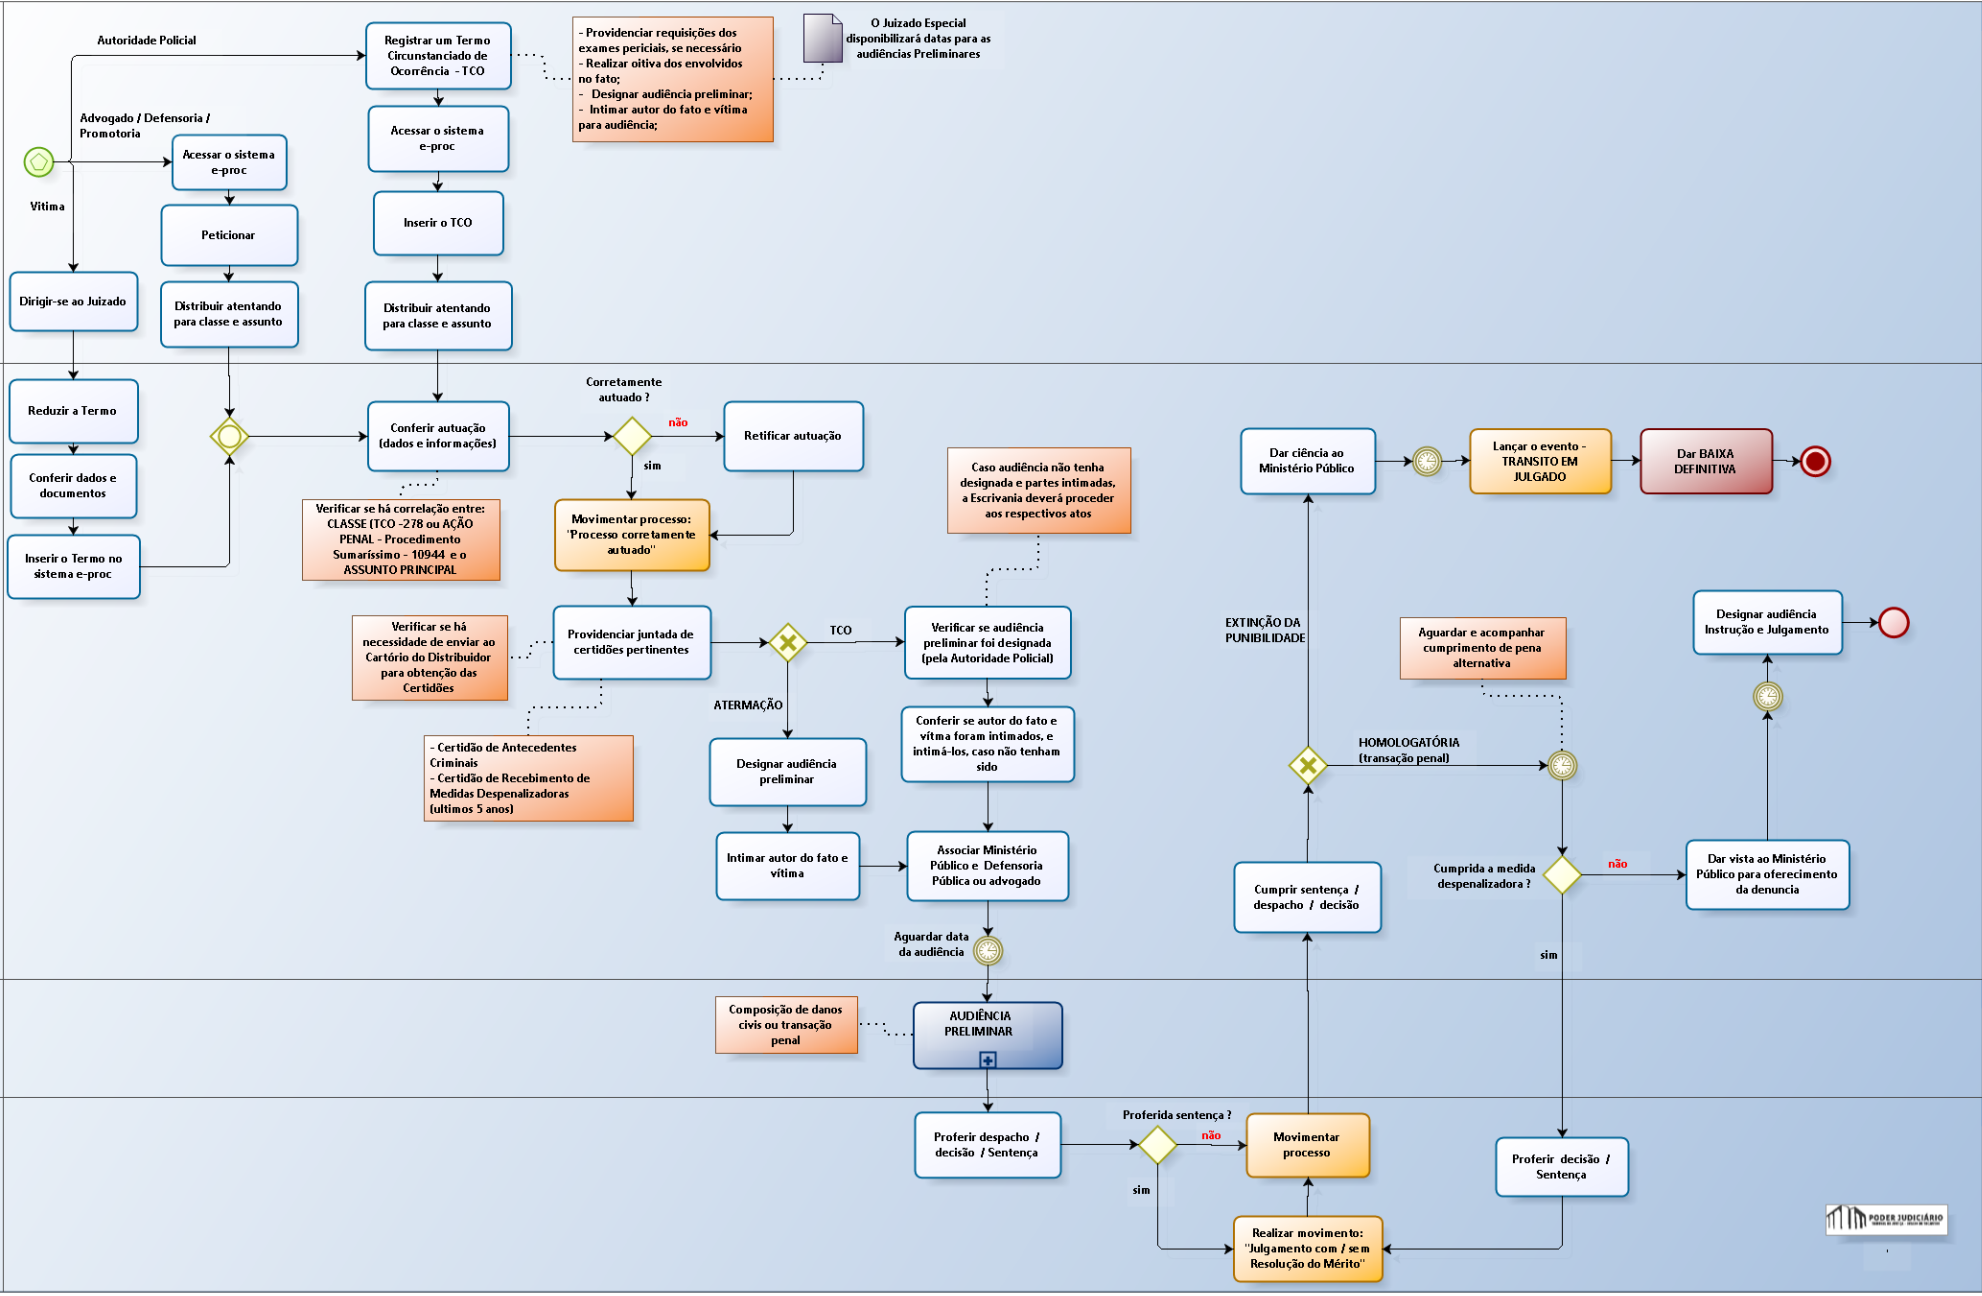 Autoridade Policial
Registrar um Termo
Circunstanciado de
Ocorrência - TCO
- Providenciar requisições dos
exames periciais, se necessário
- Realizar oitiva dos envolvidos
no fato;
- Designar audiência preliminar;
- Intimar autor do fato e vítima
para audiência;
O Juizado Especial
disponibilizará datas para as
audiências Preliminares
Advogado / Defensoria /
Promotoria
Acessar o sistema
e-proc
Acessar o sistema
e-proc
Vitima
Peticionar
Inserir o TCO
Dirigir-se ao Juizado
Distribuir atentando
para classe e assunto
Distribuir atentando
para classe e assunto
Reduzir a Termo
Conferir dados e
documentos
Inserir o Termo no
sistema e-proc
Conferir autuação
(dados e informações)
Verificar se há correlação entre:
CLASSE (TCO -278 ou AÇÃO
PENAL - Procedimento
Sumaríssimo - 10944 e o
ASSUNTO PRINCIPAL
Corretamente
autuado ?
não
sim
Retificar autuação
Movimentar processo:
"Processo corretamente
autuado"
Verificar se há
necessidade de enviar ao
Cartório do Distribuidor
para obtenção das
Certidões
Providenciar juntada de
certidões pertinentes
- Certidão de Antecedentes
Criminais
- Certidão de Recebimento de
Medidas Despenalizadoras
(ultimos 5 anos)
TCO
ATERMAÇÃO
Caso audiência não tenha
designada e partes intimadas,
a Escrivania deverá proceder
aos respectivos atos
Verificar se audiência
preliminar foi designada
(pela Autoridade Policial)
Conferir se autor do fato e
vítma foram intimados, e
intimá-los, caso não tenham
sido
Designar audiência
preliminar
Intimar autor do fato e
vítima
Associar Ministério
Público e Defensoria
Pública ou advogado
Aguardar data
da audiência
Dar ciência ao
Ministério Público
Lançar o evento -
TRANSITO EM
JULGADO
Dar BAIXA
DEFINITIVA
EXTINÇÃO DA
PUNIBILIDADE
Aguardar e acompanhar
cumprimento de pena
alternativa
Designar audiência
Instrução e Julgamento
HOMOLOGATÓRIA
(transação penal)
Cumprir sentença /
despacho / decisão
Cumprida a medida
despenalizadora ?
não
Dar vista ao Ministério
Público para oferecimento
da denuncia
sim
Composição de danos
civis ou transação
penal
AUDIÊNCIA
PRELIMINAR
Proferir despacho /
decisão / Sentença
Proferida sentença ?
não
sim
Movimentar
processo
Realizar movimento:
"Julgamento com / sem
Resolução do Mérito"
Proferir decisão /
Sentença
PODER JUDICIÁRIO